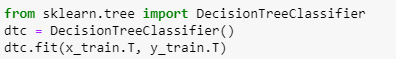 from sklearn.tree import DecisionTreeClassifier
dtc = DecisionTreeClassifier()
dtc.fit(x_train.T, y_train.T)